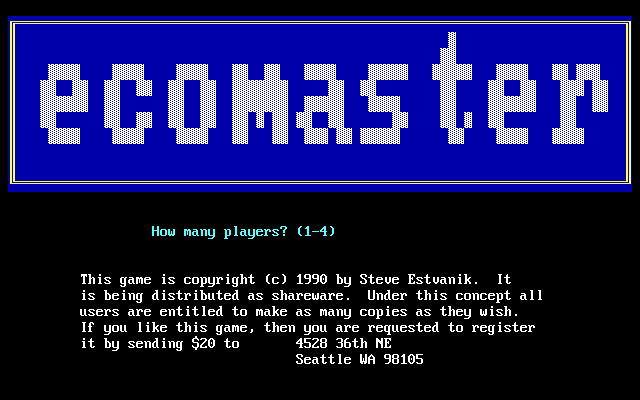 ecomaster
How many players? (1-4)
This game is copyright (c) 1990 by Steve Estvanik.  It
is being distributed as shareware.  Under this concept all
users are entitled to make as many copies as they wish.
If you like this game, then you are requested to register
it by sending $20 to       4528 36th NE
Seattle WA 98105